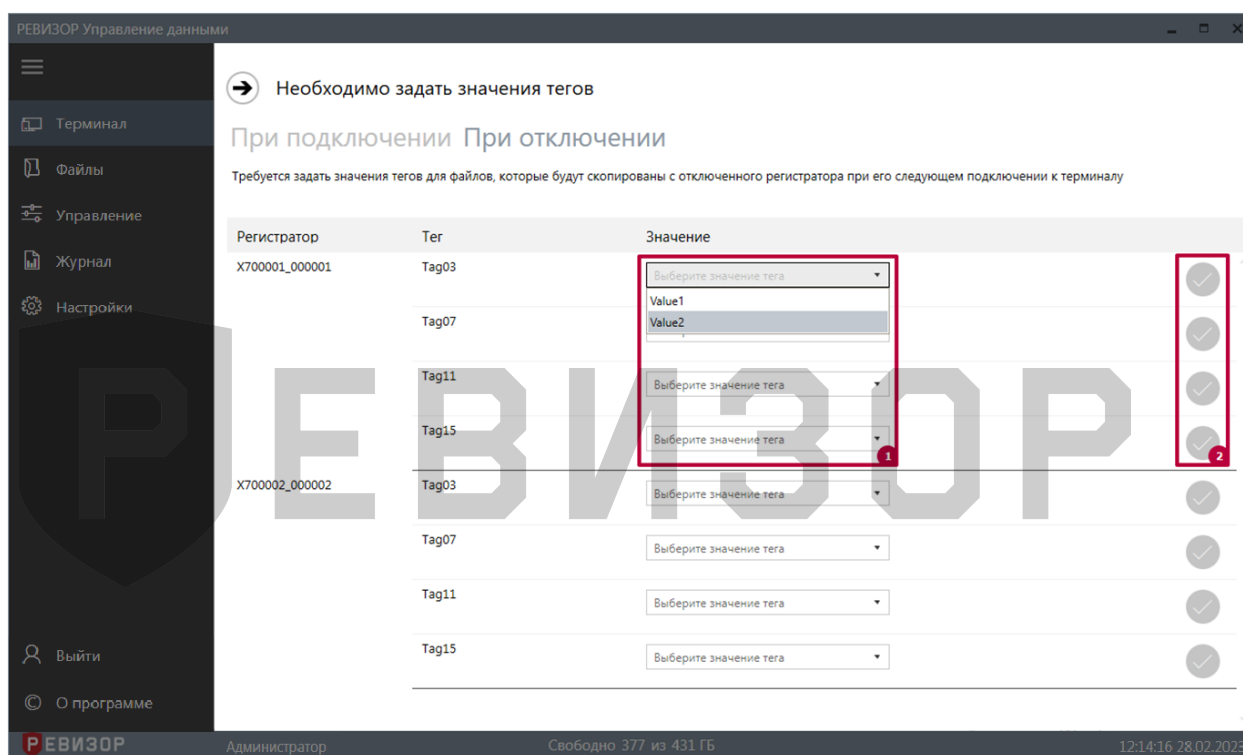 РЕВИЗОР Управление данными
Необходимо задать значения тегов
Терминал
При подключении При отключении
Файлы
Требуется задать значения тегов для файлов, которые будут скопированы с отключенного регистратора при его следующем подключении к терминалу
Управление
Регистратор Тег Значение
Журнал
X700001_000001 Tag03 Выберите значение тега
Настройки
Value1
Tag07 Value2
Tag11 Выберите значение тега
РЕВИЗОР
Tag15 Выберите значение тега
1 2
X700002_000002 Tag03 Выберите значение тега
Tag07 Выберите значение тега
Tag11 Выберите значение тега
Tag15 Выберите значение тега
Выйти
© О программе
РЕВИЗОР Администратор Свободно 377 из 431 ГБ 12:14:16